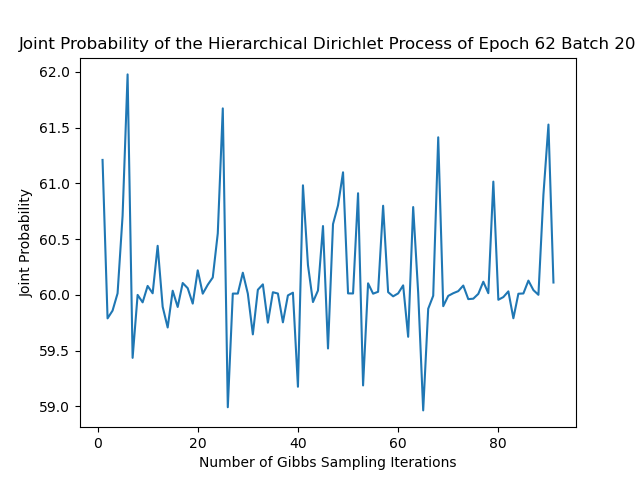 Joint Probability of the Hierarchical Dirichlet Process of Epoch 62 Batch 20
62.0
61.5
61.0
60.5
60.0
59.5
59.0
Joint Probability
0 20 40 60 80
Number of Gibbs Sampling Iterations